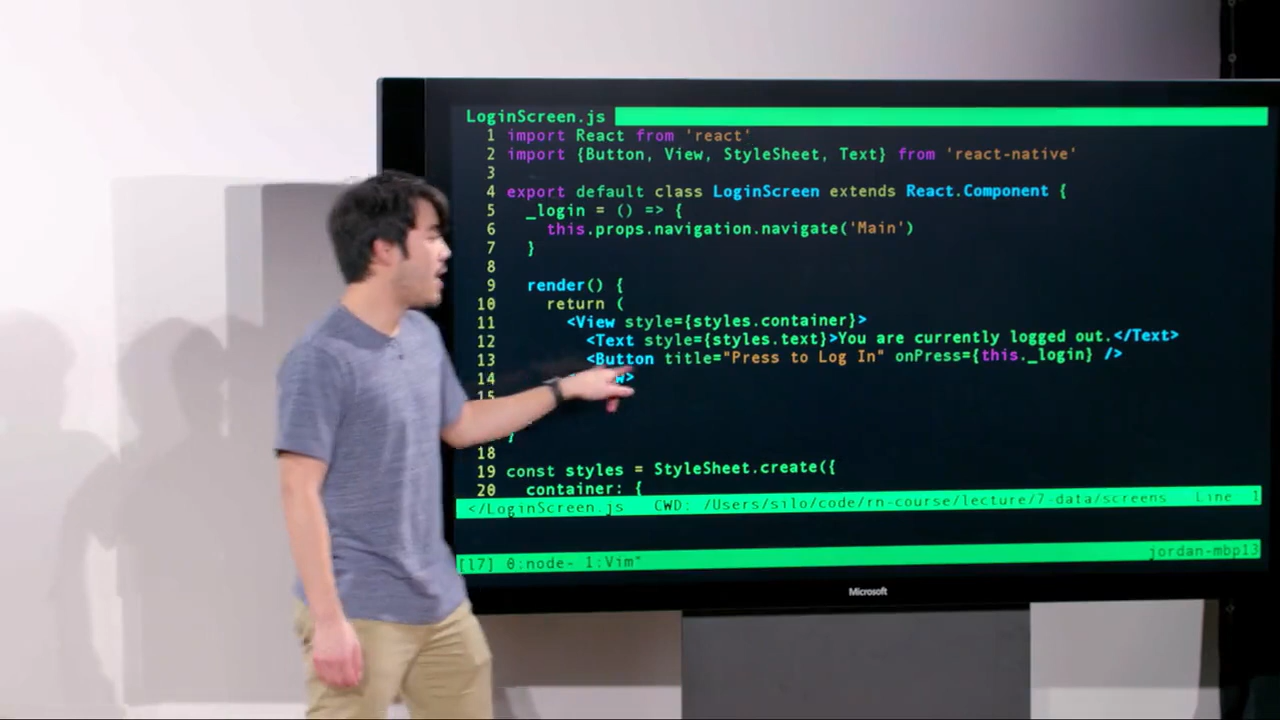 LoginScreen.js
1 import React from 'react'
2 import {Button, View, StyleSheet, Text} from 'react-native'
3
4 export default class LoginScreen extends React.Component {
5 _login = () => {
6 this.props.navigation.navigate('Main')
7 }
8
9 render() {
10 return (
11 <View style={styles.container}>
12 <Text style={styles.text}>You are currently logged out.</Text>
13 <Button title="Press to Log In" onPress={this._login} />
14 w>
15
}
18
19 const styles = StyleSheet.create({
20 container: {
</LoginScreen.js CWD: /Users/silo/code/rn-course/lecture/7-data/screens Line 1
[l7] 0:node- 1:Vim* jordan-mbp13
Microsoft